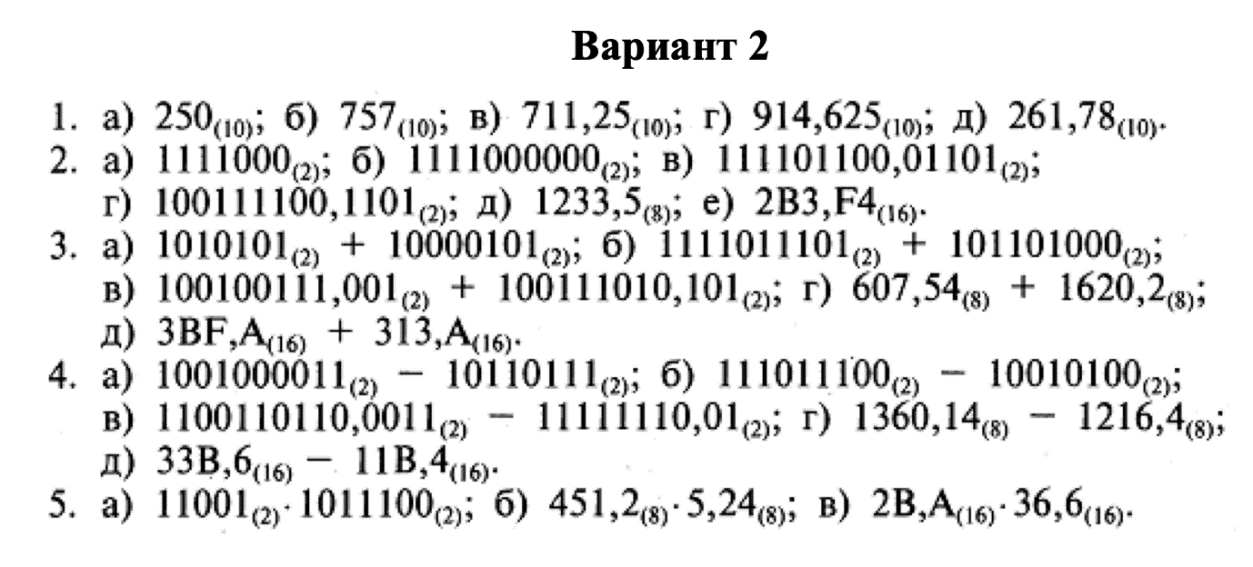 Вариант 2
1. а) 250(10); б) 757(10); в) 711,25(10); г) 914,625(10); д) 261,78(10).
2. а) 1111000(2); б) 1111000000(2); в) 111101100,01101(2);
г) 100111100,1101(2); д) 1233,5(8); е) 2B3,F4(16).
3. а) 1010101(2) + 10000101(2); б) 1111011101(2) + 101101000(2);
в) 100100111,001(2) + 100111010,101(2); г) 607,54(8) + 1620,2(8);
д) 3BF,A(16) + 313,A(16).
4. а) 1001000011(2) − 10110111(2); б) 111011100(2) − 10010100(2);
в) 1100110110,0011(2) − 11111110,01(2); г) 1360,14(8) − 1216,4(8);
д) 33B,6(16) − 11B,4(16).
5. а) 11001(2)·1011100(2); б) 451,2(8)·5,24(8); в) 2B,A(16)·36,6(16).